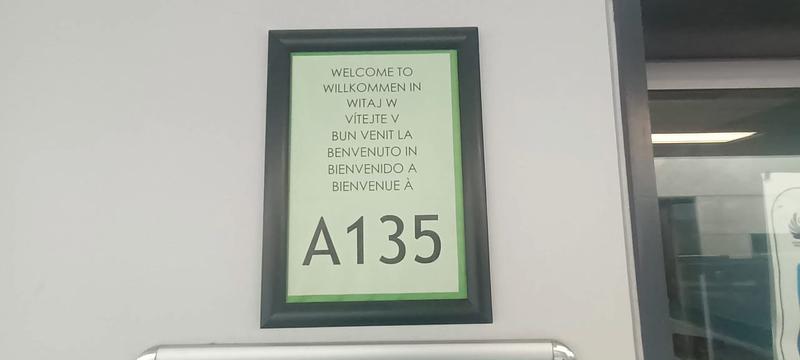 WELCOME TO
WILLKOMMEN IN
WITAJ W
VÍTEJTE V
BUN VENIT LA
BENVENUTO IN
BIENVENIDO A
BIENVENUE À
A135